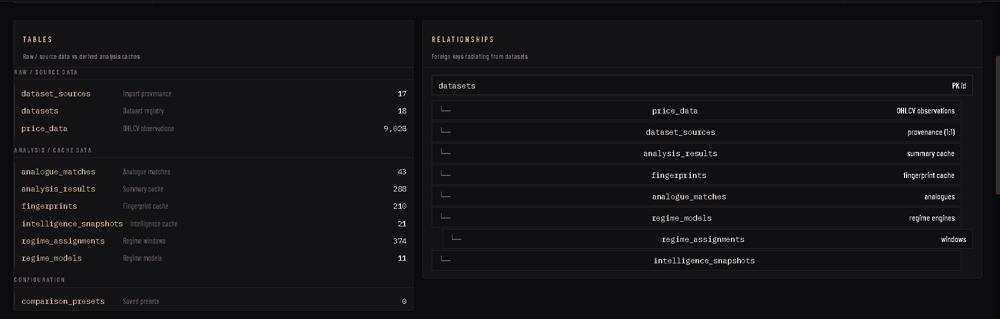 TABLES
Raw / source data vs derived analysis caches
RAW / SOURCE DATA
dataset_sources Import provenance 17
datasets Dataset registry 18
price_data OHLCV observations 9,028
ANALYSIS / CACHE DATA
analogue_matches Analogue matches 43
analysis_results Summary cache 288
fingerprints Fingerprint cache 210
intelligence_snapshots Intelligence cache 21
regime_assignments Regime windows 374
regime_models Regime models 11
CONFIGURATION
comparison_presets Saved presets 0
RELATIONSHIPS
Foreign keys radiating from datasets
datasets PK id
└─ price_data OHLCV observations
└─ dataset_sources provenance (1:1)
└─ analysis_results summary cache
└─ fingerprints fingerprint cache
└─ analogue_matches analogues
└─ regime_models regime engines
└─ regime_assignments windows
└─ intelligence_snapshots